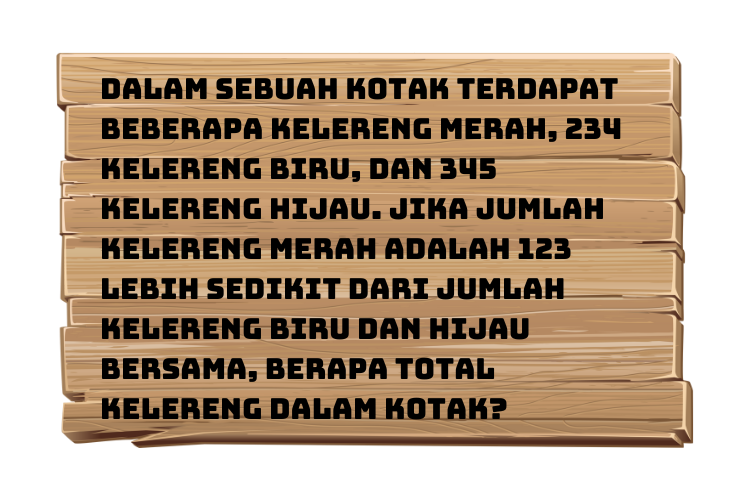 DALAM SEBUAH KOTAK TERDAPAT
BEBERAPA KELERENG MERAH, 234
KELERENG BIRU, DAN 345
KELERENG HIJAU. JIKA JUMLAH
KELERENG MERAH ADALAH 123
LEBIH SEDIKIT DARI JUMLAH
KELERENG BIRU DAN HIJAU
BERSAMA, BERAPA TOTAL
KELERENG DALAM KOTAK?